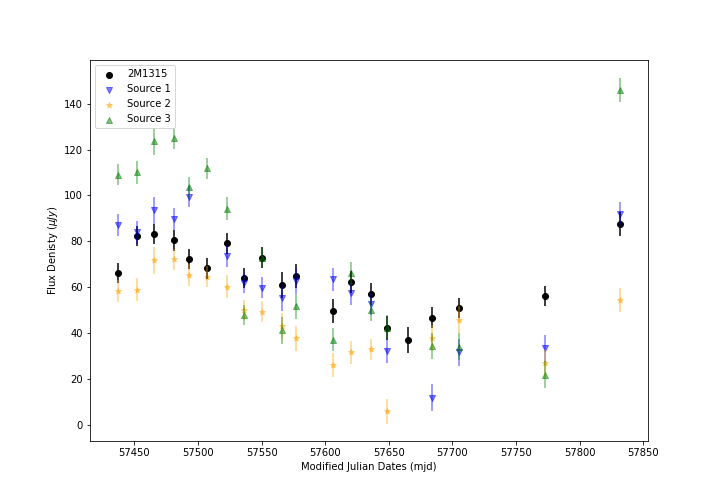 2M1315
Source 1
Source 2
Source 3
140
120
100
80
60
40
20
0
Flux Denisty (μJy)
57450
57500
57550
57600
57650
57700
57750
57800
57850
Modified Julian Dates (mjd)